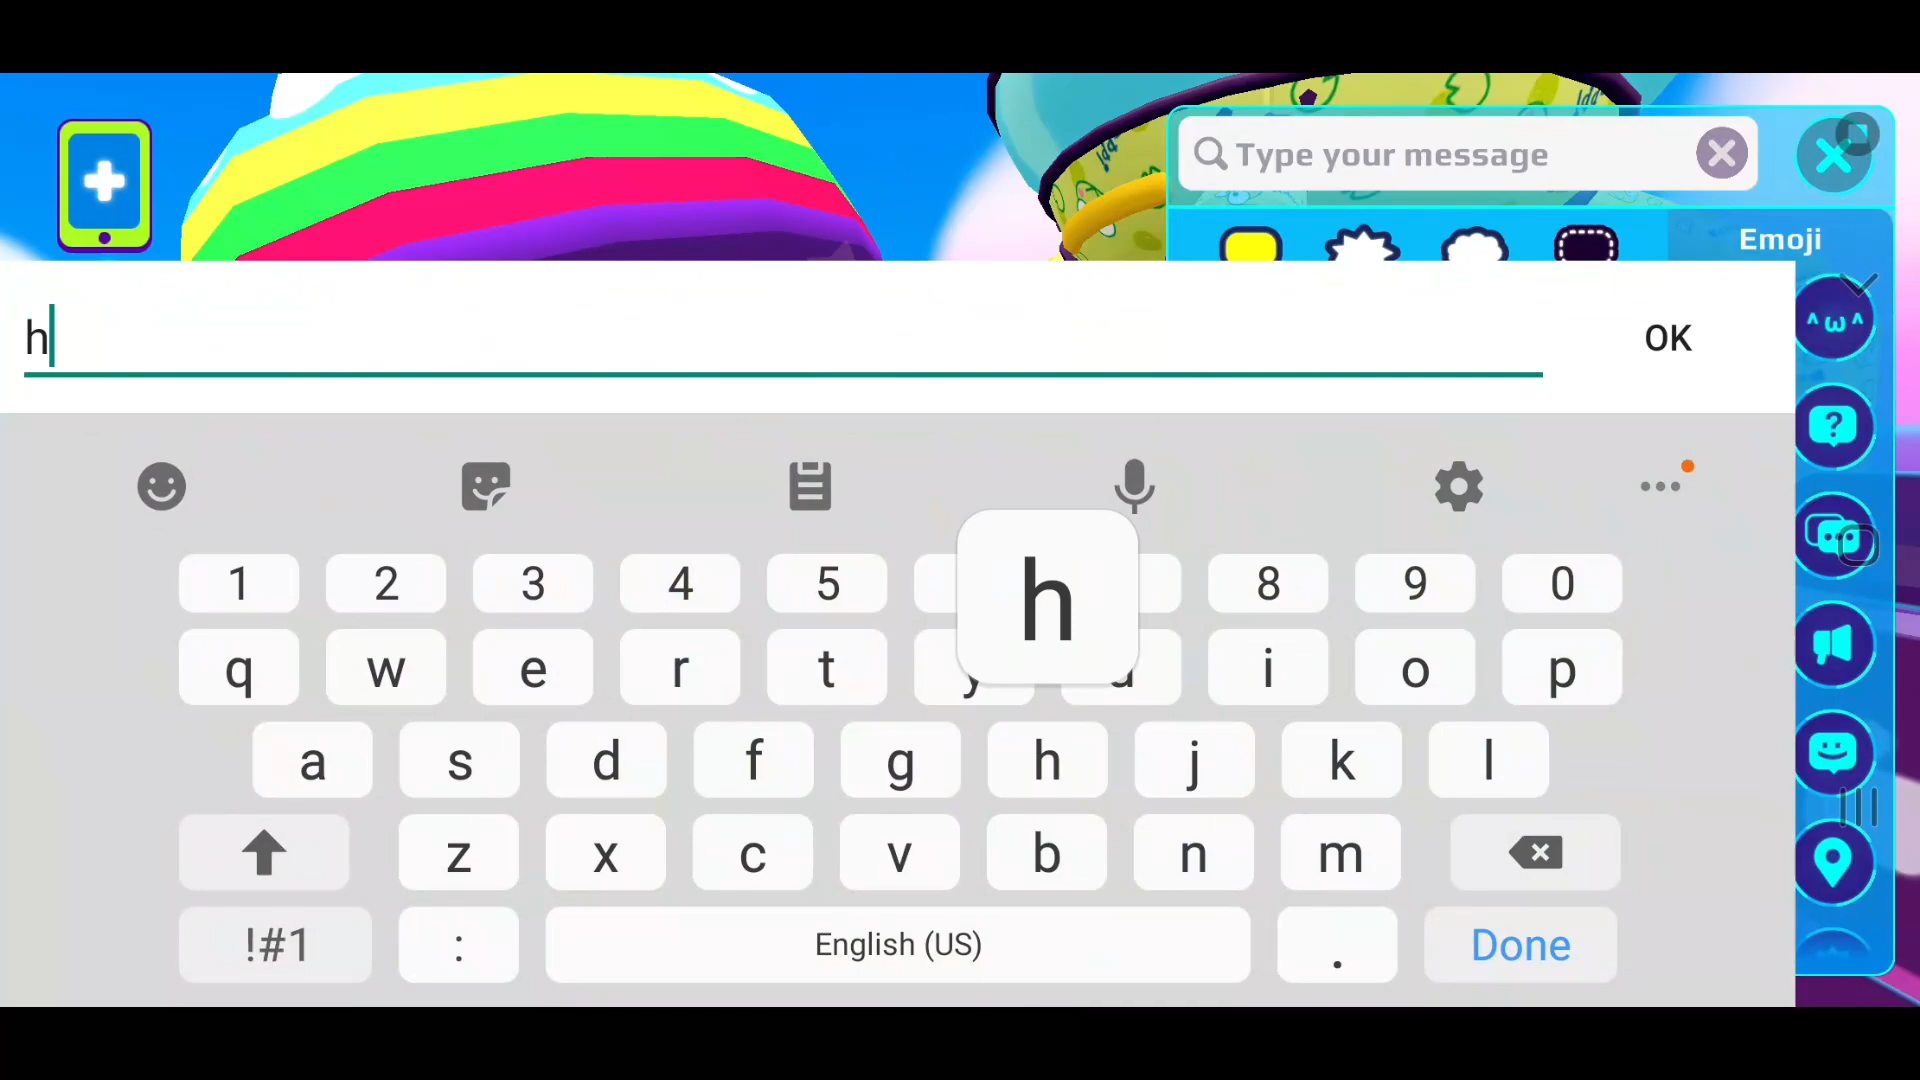 Type your message
Emoji
^ω^
h
OK
?
h
1 2 3 4 5 8 9 0
q w e r t y u i o p
a s d f g h j k l
z x c v b n m
!#1 : English (US) . Done